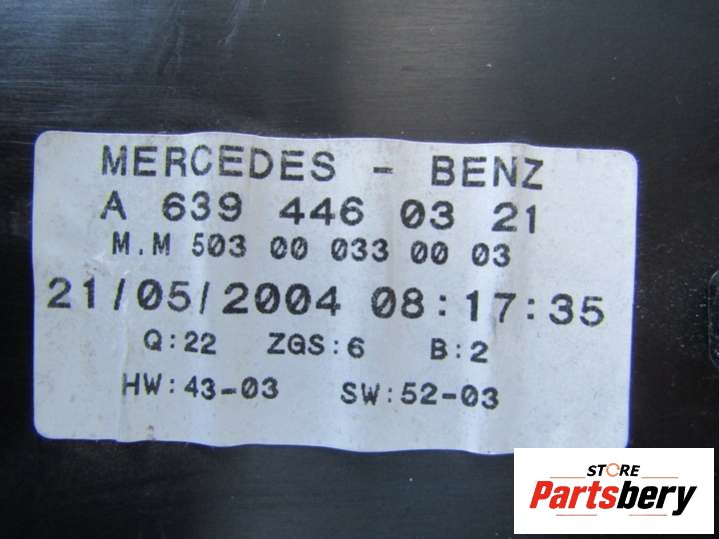 MERCEDES - BENZ
A 639 446 03 21
M.M 503 00 033 00 03
21/05/2004 08:17:35
Q:22 ZGS:6 B:2
HW:43-03 SW:52-03
STORE
Partsbery